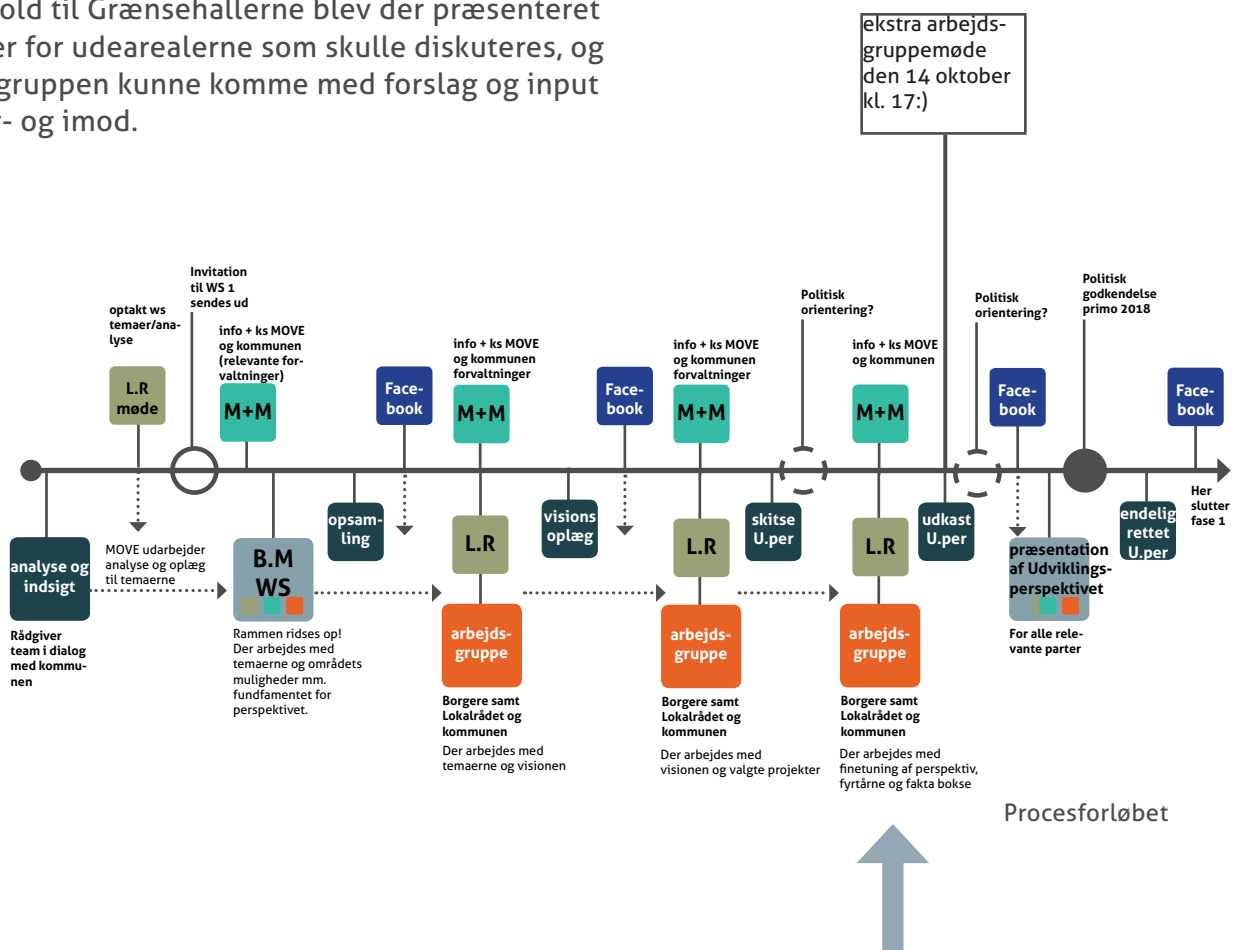 old til Grænsehallerne blev der præsenteret
er for udearealerne som skulle diskuteres, og
gruppen kunne komme med forslag og input
- og imod.
ekstra arbejds-
gruppemøde
den 14 oktober
kl. 17:)
optakt ws
temaer/ana-
lyse
Invitation
til WS 1
sendes ud
info + ks MOVE
og kommunen
(relevante for-
valtninger)
info + ks MOVE
og kommunen
forvaltninger
info + ks MOVE
og kommunen
forvaltninger
Politisk
orientering?
info + ks MOVE
og kommunen
Politisk
orientering?
Politisk
godkendelse
primo 2018
L.R
møde
M+M
Face-
book
M+M
Face-
book
M+M
M+M
Face-
book
Face-
book
Her
slutter
fase 1
analyse og
indsigt
MOVE udarbejder
analyse og oplæg
til temaerne
B.M
WS
opsam-
ling
L.R
visions
oplæg
L.R
skitse
U.per
L.R
udkast
U.per
præsentation
af Udviklings-
perspektivet
endelig
rettet
U.per
arbejds-
gruppe
arbejds-
gruppe
arbejds-
gruppe
Rådgiver
team i dialog
med kommu-
nen
Rammen ridses op!
Der arbejdes med
temaerne og områdets
muligheder mm.
fundfamentet for
perspektivet.
Borgere samt
Lokalrådet og
kommunen
Der arbejdes med
temaerne og visionen
Borgere samt
Lokalrådet og
kommunen
Der arbejdes med
visionen og valgte projekter
Borgere samt
Lokalrådet og
kommunen
Der arbejdes med
finetuning af perspektiv,
fyrtårne og fakta bokse
For alle rele-
vante parter
Procesforløbet